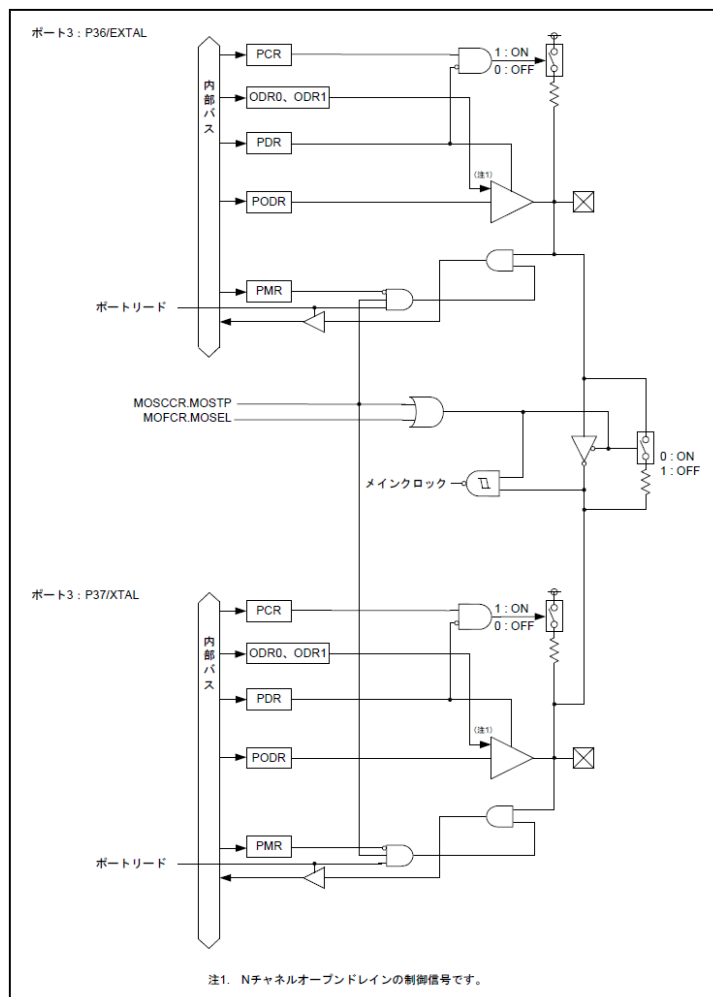 ポート3：P36/EXTAL
PCR
1：ON
0：OFF
内部バス
ODR0、ODR1
PDR
(注1)
PODR
PMR
ポートリード
MOSCCR.MOSTP
MOFCR.MOSEL
0：ON
1：OFF
メインクロック
ポート3：P37/XTAL
PCR
1：ON
0：OFF
内部バス
ODR0、ODR1
PDR
(注1)
PODR
PMR
ポートリード
注1. Nチャネルオープンドレインの制御信号です。